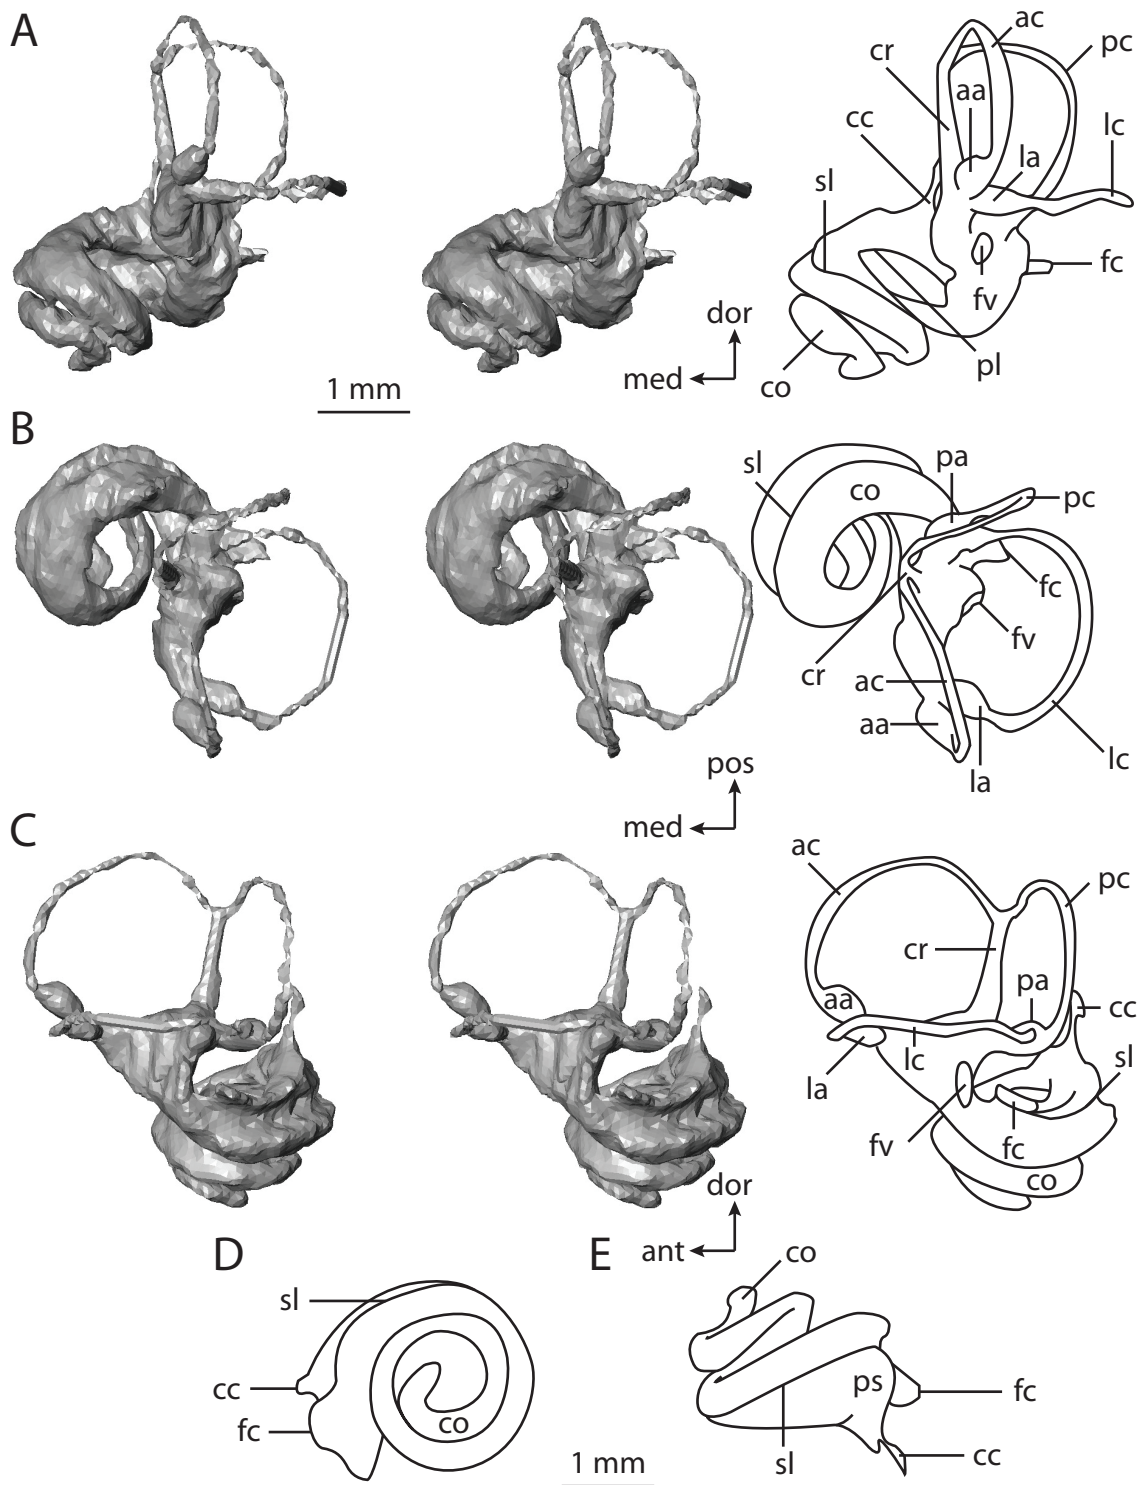 A
ac
cr
pc
aa
cc
lc
la
sl
fc
fv
dor
med
pl
co
1 mm
B
sl
pa
co
pc
fc
fv
cr
ac
aa
lc
la
pos
med
C
ac
pc
cr
pa
aa
cc
lc
sl
la
fv
fc
co
dor
ant
D
E
co
sl
cc
ps
fc
fc
co
cc
sl
1 mm